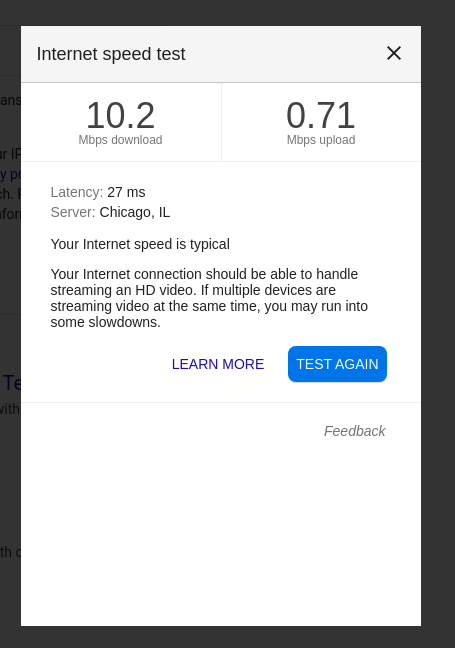 Internet speed test
10.2
Mbps download
0.71
Mbps upload
Latency: 27 ms
Server: Chicago, IL
Your Internet speed is typical
Your Internet connection should be able to handle
streaming an HD video. If multiple devices are
streaming video at the same time, you may run into
some slowdowns.
LEARN MORE
TEST AGAIN
Feedback